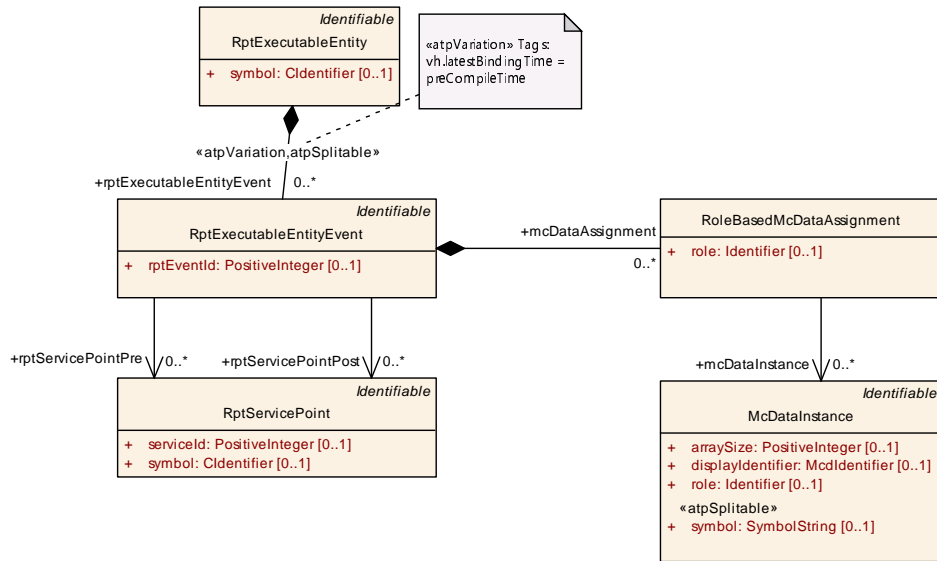 Identifiable
RptExecutableEntity
+ symbol: CIdentifier [0..1]
«atpVariation» Tags:
vh.latestBindingTime =
preCompileTime
«atpVariation,atpSplitable»
+rptExecutableEntityEvent 0..*
Identifiable
RptExecutableEntityEvent
+ rptEventId: PositiveInteger [0..1]
+mcDataAssignment
0..*
RoleBasedMcDataAssignment
+ role: Identifier [0..1]
+rptServicePointPre 0..*
+rptServicePointPost 0..*
+mcDataInstance 0..*
Identifiable
RptServicePoint
+ serviceId: PositiveInteger [0..1]
+ symbol: CIdentifier [0..1]
Identifiable
McDataInstance
+ arraySize: PositiveInteger [0..1]
+ displayIdentifier: McdIdentifier [0..1]
+ role: Identifier [0..1]
«atpSplitable»
+ symbol: SymbolString [0..1]